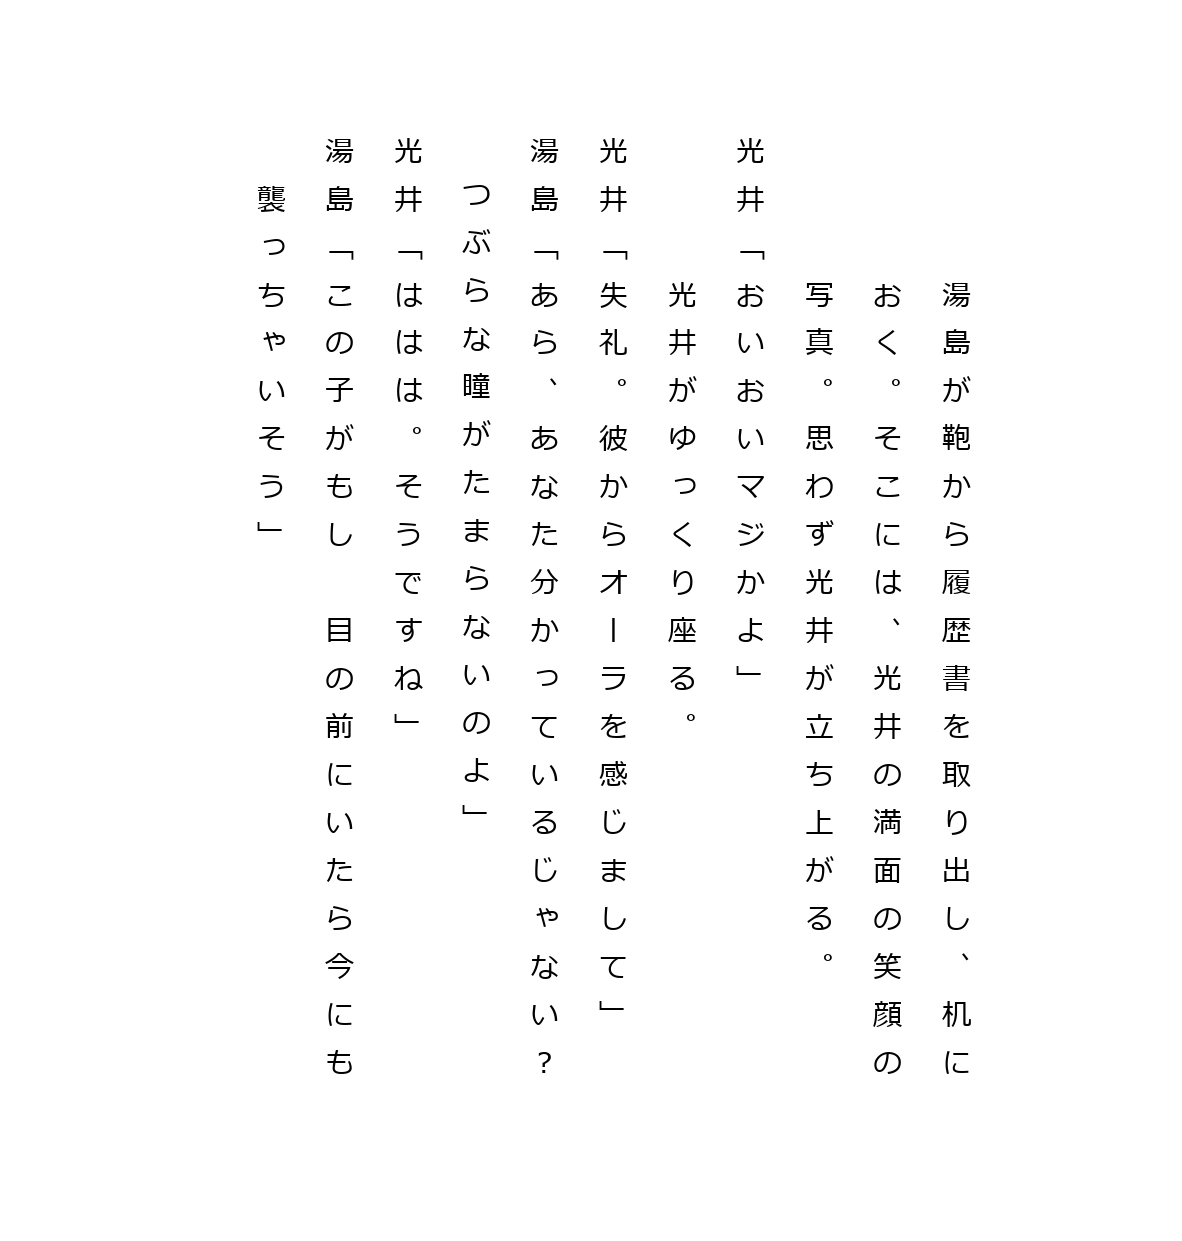 湯島が鞄から履歴書を取り出し、机に
おく。そこには、光井の満面の笑顔の
写真。思わず光井が立ち上がる。
光井「おいおいマジかよ」
光井がゆっくり座る。
光井「失礼。彼からオーラを感じまして」
湯島「あら、あなた分かっているじゃない？
つぶらな瞳がたまらないのよ」
光井「ははは。そうですね」
湯島「この子がもし　目の前にいたら今にも
襲っちゃいそう」